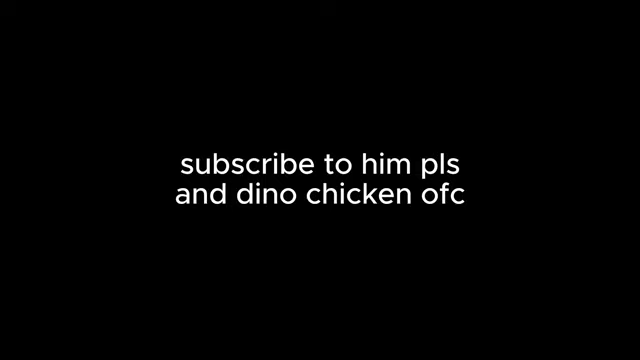 subscribe to him pls
and dino chicken ofc